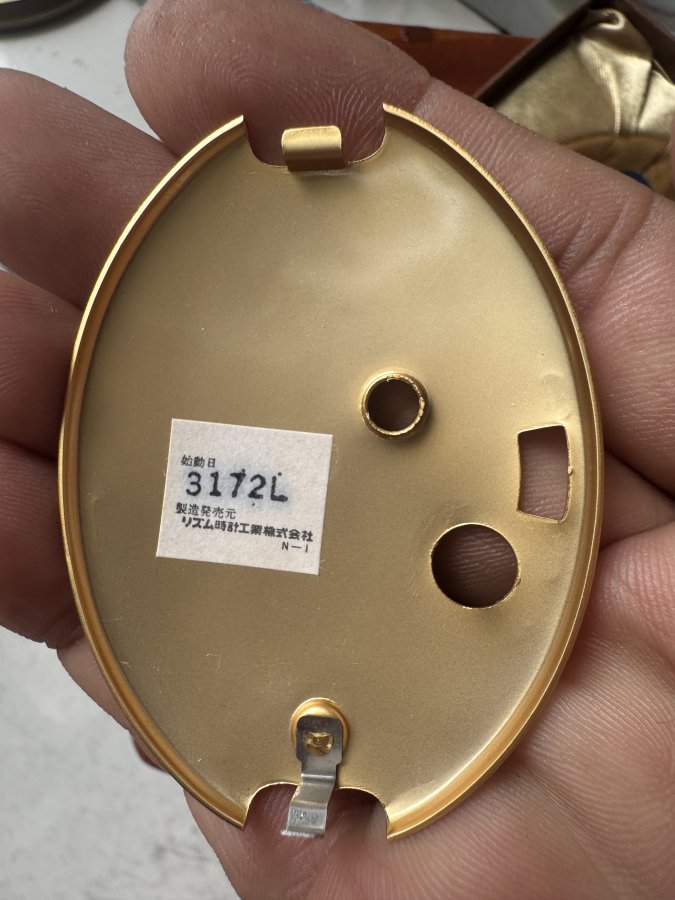 始動日
3172L
製造発売元
リズム時計工業株式会社
N－1